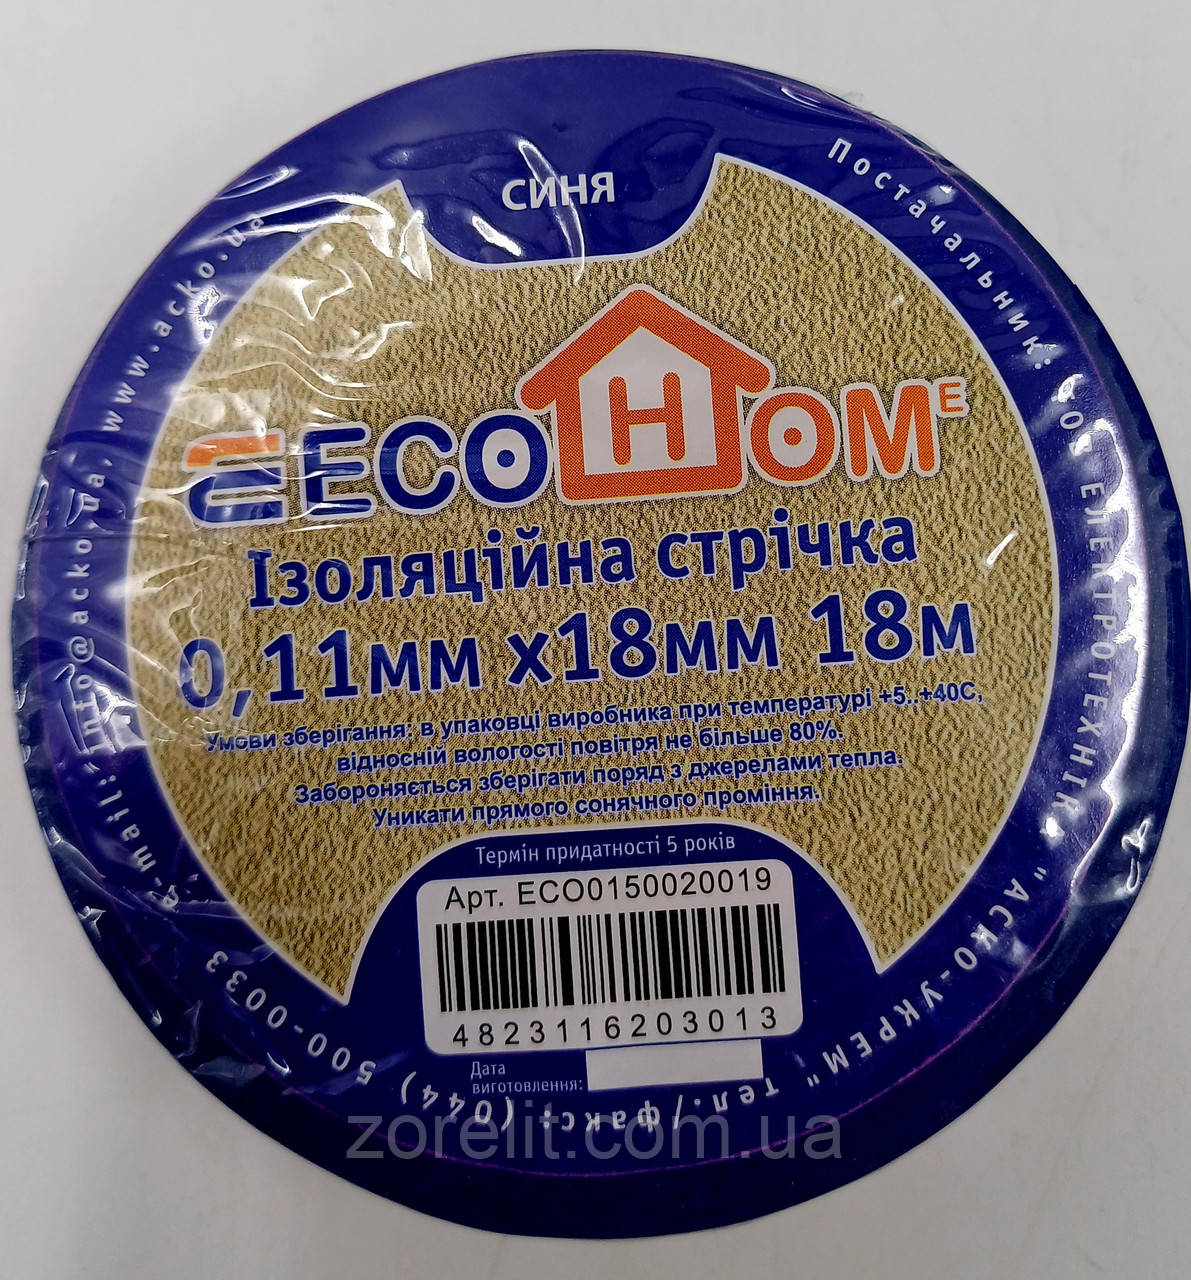 СИНЯ
ECOHOME
Ізоляційна стрічка
0,11мм х18мм 18м
Умови зберігання: в упаковці виробника при температурі +5..+40С,
відносній вологості повітря не більше 80%.
Забороняється зберігати поряд з джерелами тепла.
Уникати прямого сонячного проміння.
Термін придатності 5 років
Арт. ECO0150020019
4823116203013
Дата
виготовлення:
Постачальник: ТОВ ЕЛЕКТРОТЕХНІК "АСКО-УКРЕМ" тел./факс: (044) 500-0033
e-mail: info@acko.ua, www.acko.ua
zorelit.com.ua